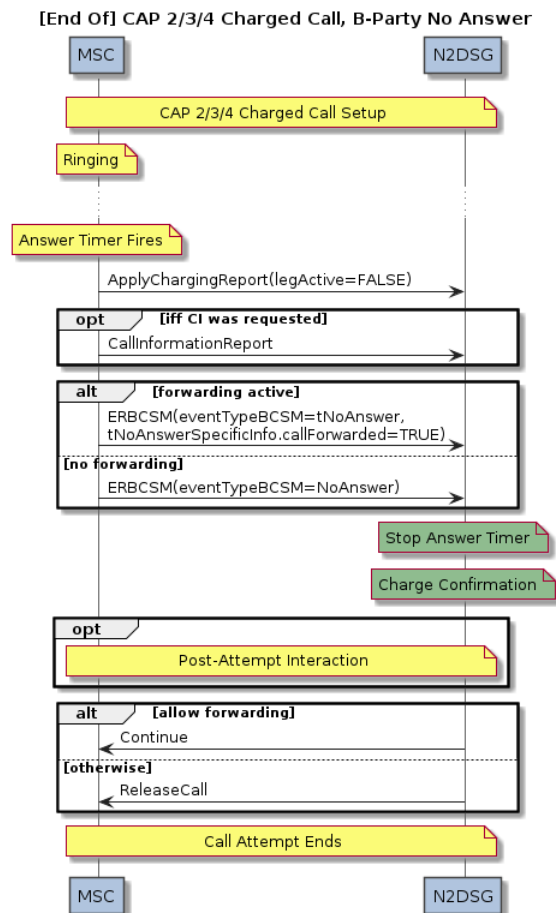 [End Of] CAP 2/3/4 Charged Call, B-Party No Answer
MSC
N2DSG
CAP 2/3/4 Charged Call Setup
Ringing
Answer Timer Fires
ApplyChargingReport(legActive=FALSE)
opt
[iff CI was requested]
CallInformationReport
alt
[forwarding active]
ERBCSM(eventTypeBCSM=tNoAnswer,
tNoAnswerSpecificInfo.callForwarded=TRUE)
[no forwarding]
ERBCSM(eventTypeBCSM=NoAnswer)
Stop Answer Timer
Charge Confirmation
opt
Post-Attempt Interaction
alt
[allow forwarding]
Continue
[otherwise]
ReleaseCall
Call Attempt Ends
MSC
N2DSG